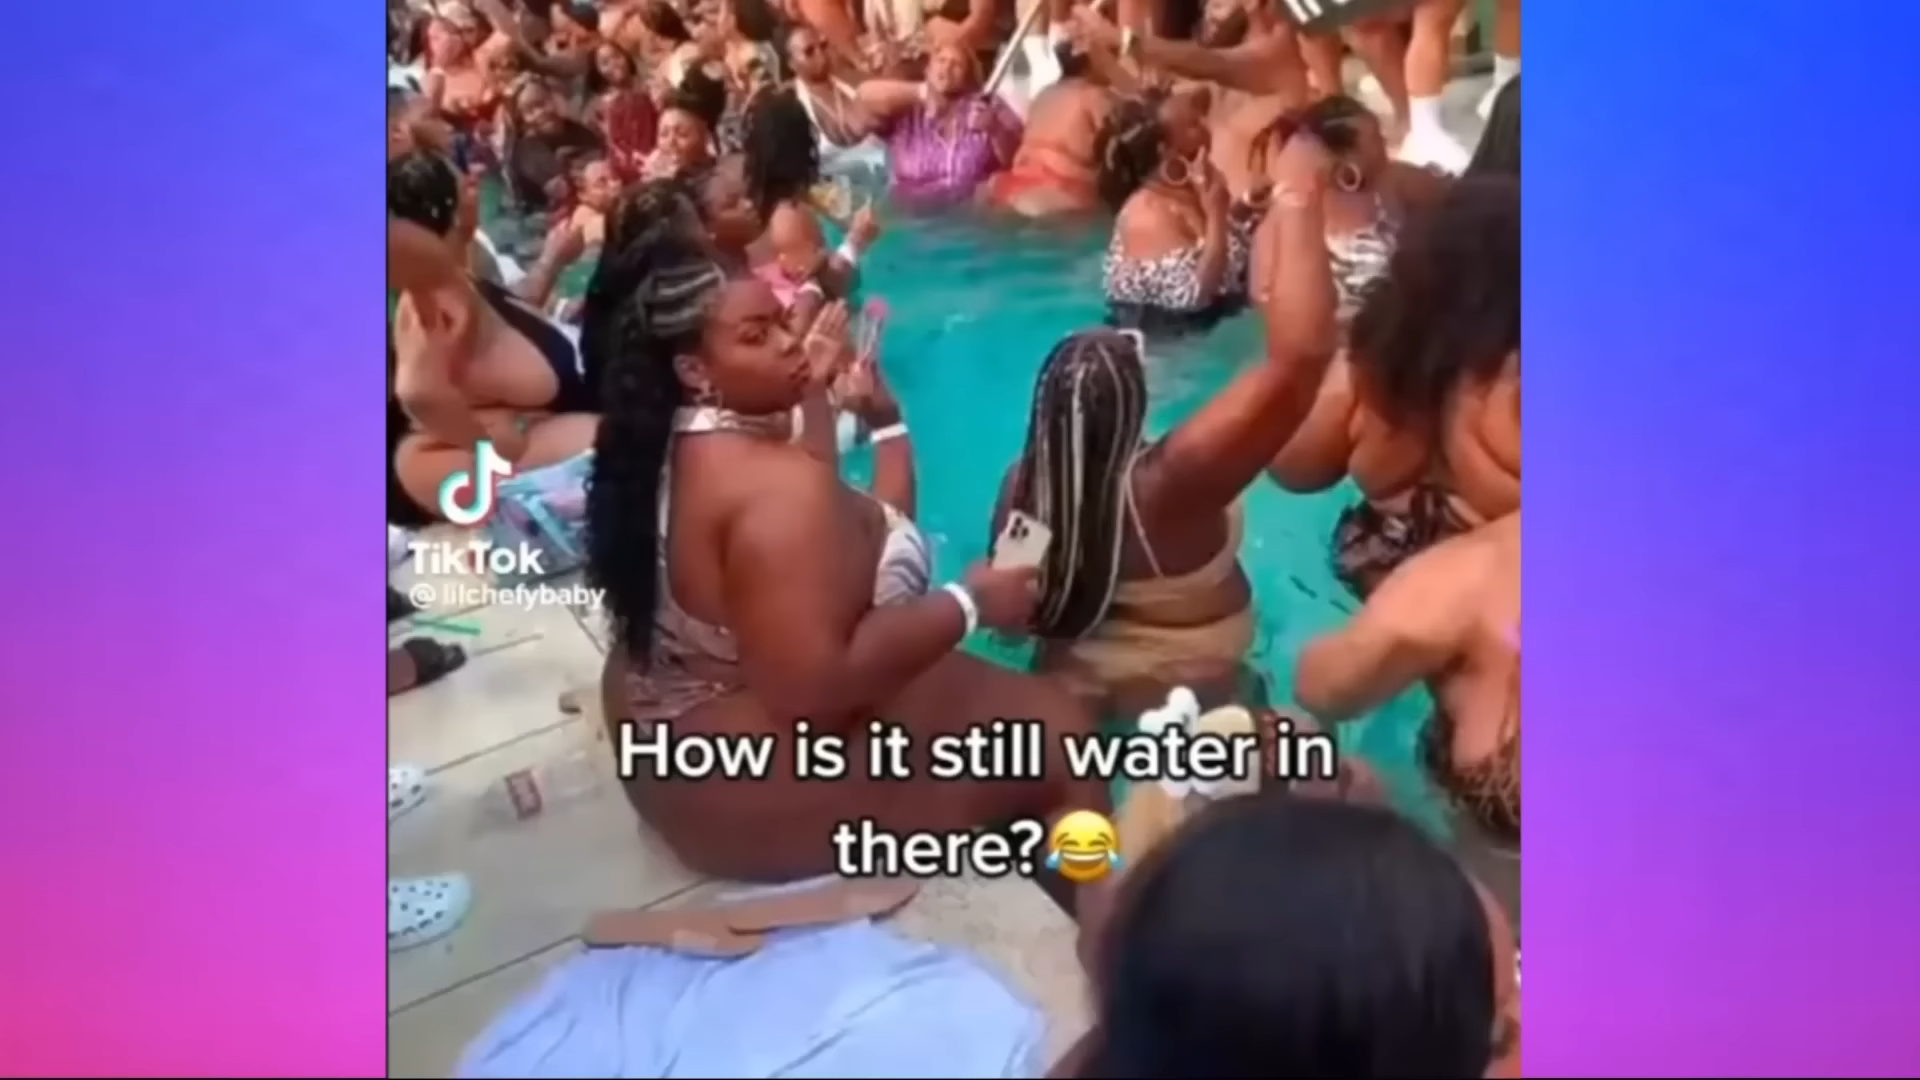 TikTok
@lilchefybaby
How is it still water in
there?😂